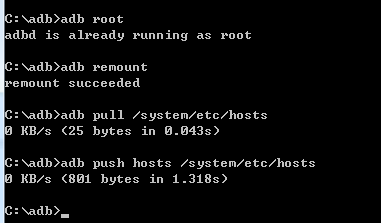 C:\adb>adb root
adbd is already running as root
C:\adb>adb remount
remount succeeded
C:\adb>adb pull /system/etc/hosts
0 KB/s (25 bytes in 0.043s)
C:\adb>adb push hosts /system/etc/hosts
0 KB/s (801 bytes in 1.318s)
C:\adb>_